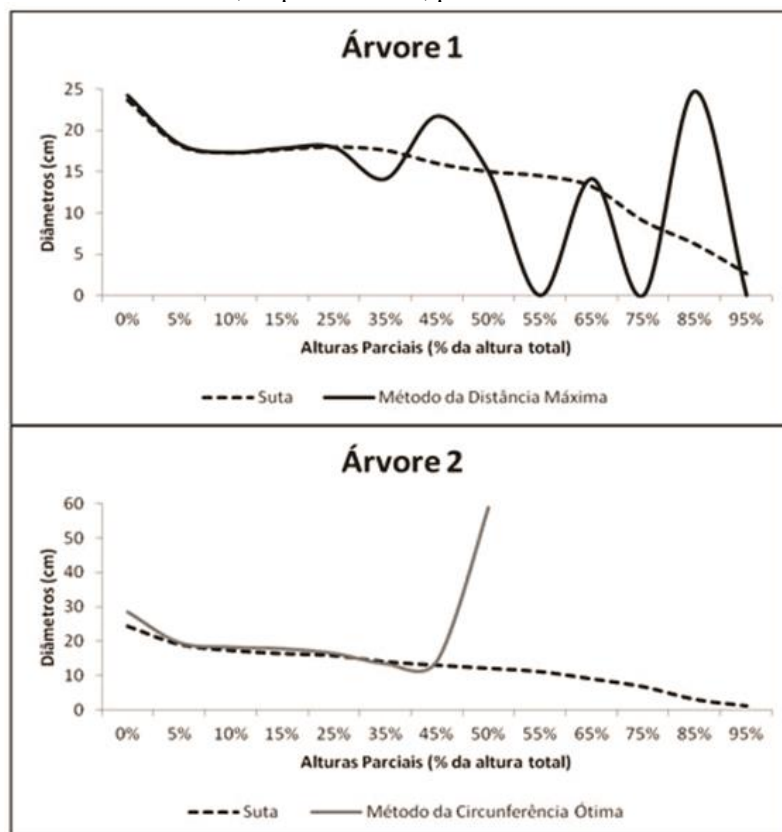 Árvore 1
25
20
15
10
5
0
Diâmetros (cm)
0% 5% 10% 15% 25% 35% 45% 50% 55% 65% 75% 85% 95%
Alturas Parciais (% da altura total)
Suta Método da Distância Máxima
Árvore 2
60
50
40
30
20
10
0
Diâmetros (cm)
0% 5% 10% 15% 25% 35% 45% 50% 55% 65% 75% 85% 95%
Alturas Parciais (% da altura total)
Suta Método da Circunferência Ótima